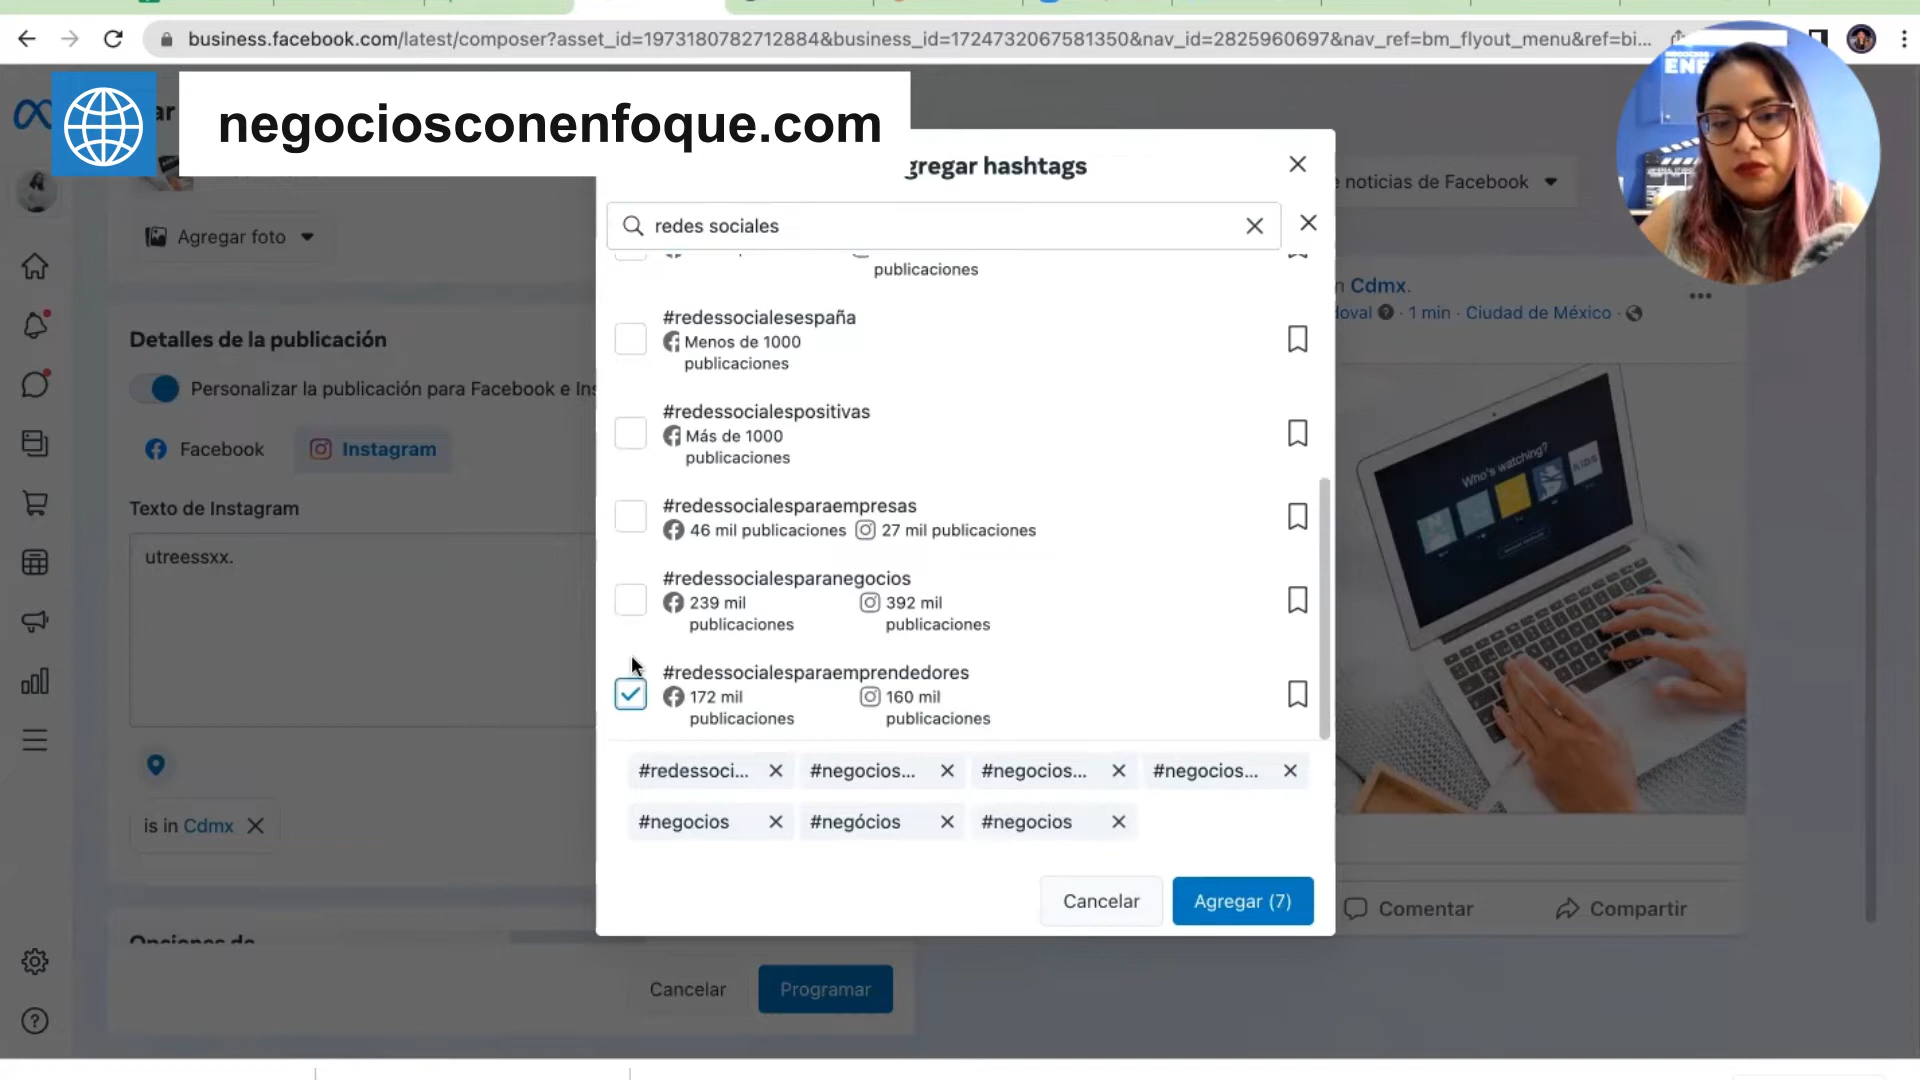 business.facebook.com/latest/composer?asset_id=1973180782712884&business_id=1724732067581350&nav_id=2825960697&nav_ref=bm_flyout_menu&ref=bi...
negociosconenfoque.com
ar
gregar hashtags
noticias de Facebook
redes sociales
Agregar foto
publicaciones
Cdmx.
1 min · Ciudad de México ·
#redessocialesespaña
Menos de 1000
publicaciones
Detalles de la publicación
Personalizar la publicación para Facebook e Ins
#redessocialespositivas
Más de 1000
publicaciones
Facebook
Instagram
Who's watching?
Texto de Instagram
utreessxx.
#redessocialesparaempresas
46 mil publicaciones 27 mil publicaciones
#redessocialesparanegocios
239 mil 392 mil
publicaciones publicaciones
#redessocialesparaemprendedores
172 mil 160 mil
publicaciones publicaciones
#redessoci... #negocios... #negocios... #negocios...
#negocios #negócios #negocios
is in Cdmx
Cancelar Agregar (7)
Comentar Compartir
Opciones de
Cancelar Programar